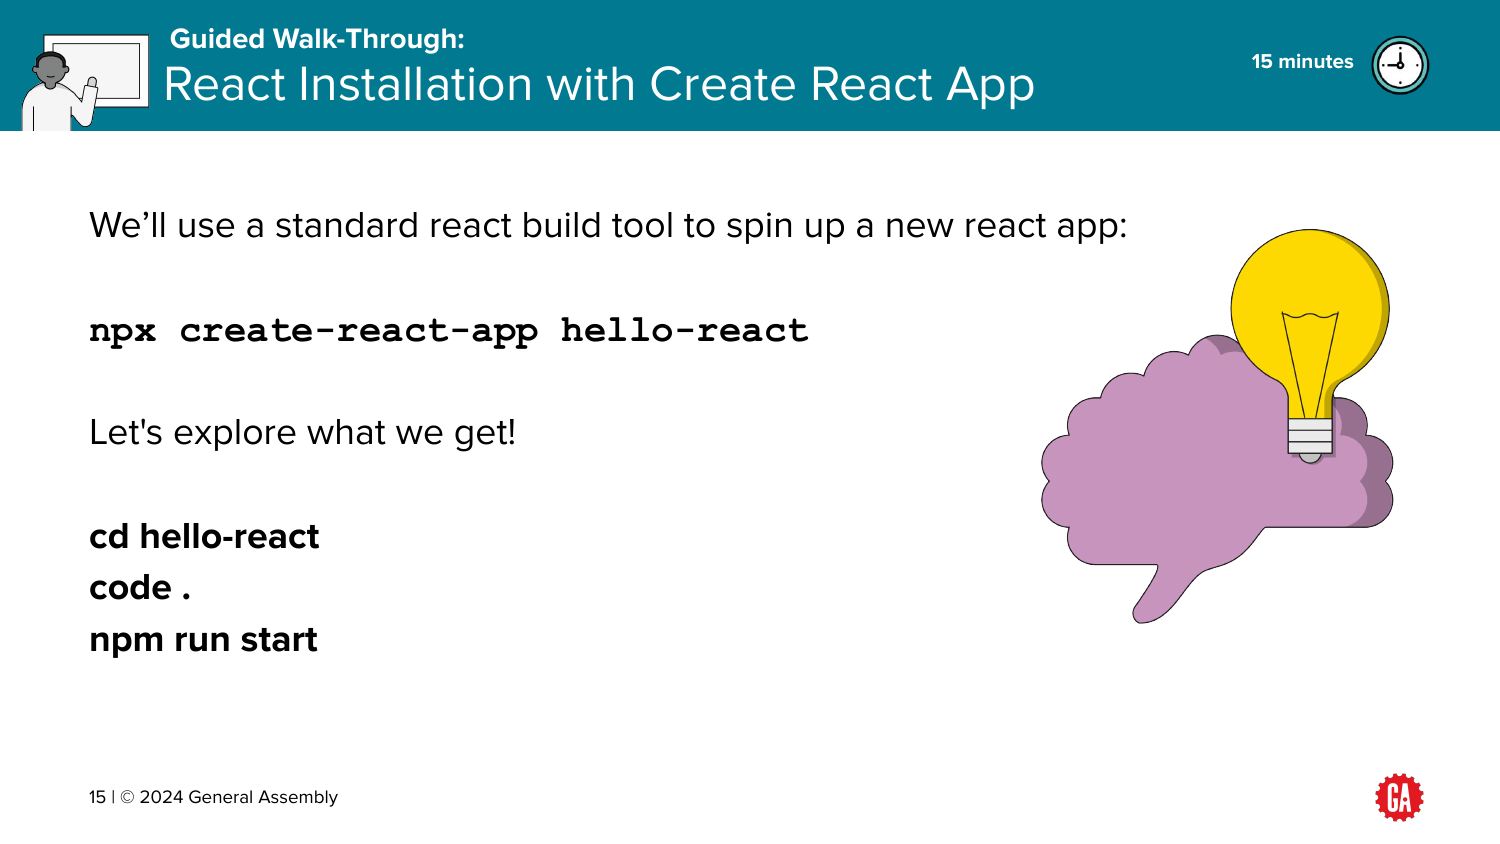 Guided Walk-Through:
React Installation with Create React App
15 minutes
We’ll use a standard react build tool to spin up a new react app:
npx create-react-app hello-react
Let's explore what we get!
cd hello-react
code .
npm run start
15 | © 2024 General Assembly
GA